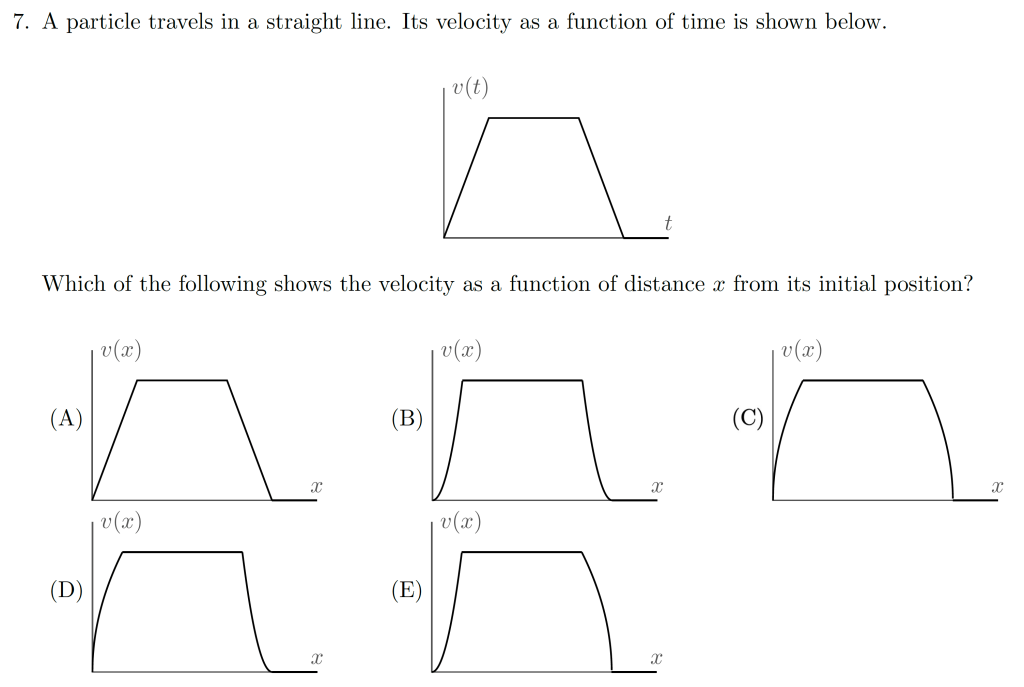 7. A particle travels in a straight line. Its velocity as a function of time is shown below.
v(t)
t
Which of the following shows the velocity as a function of distance x from its initial position?
v(x) v(x) v(x)
(A) (B) (C)
x x x
v(x) v(x)
(D) (E)
x x